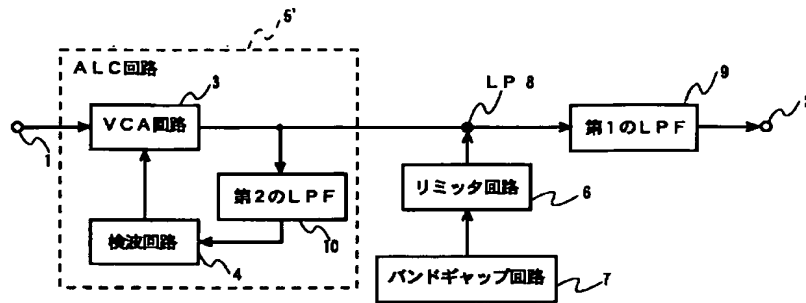 5'
ALC回路
3
VCA回路
1
第2のLPF
10
検波回路
4
LP 8
リミッタ回路
6
バンドギャップ回路
7
9
第1のLPF
2